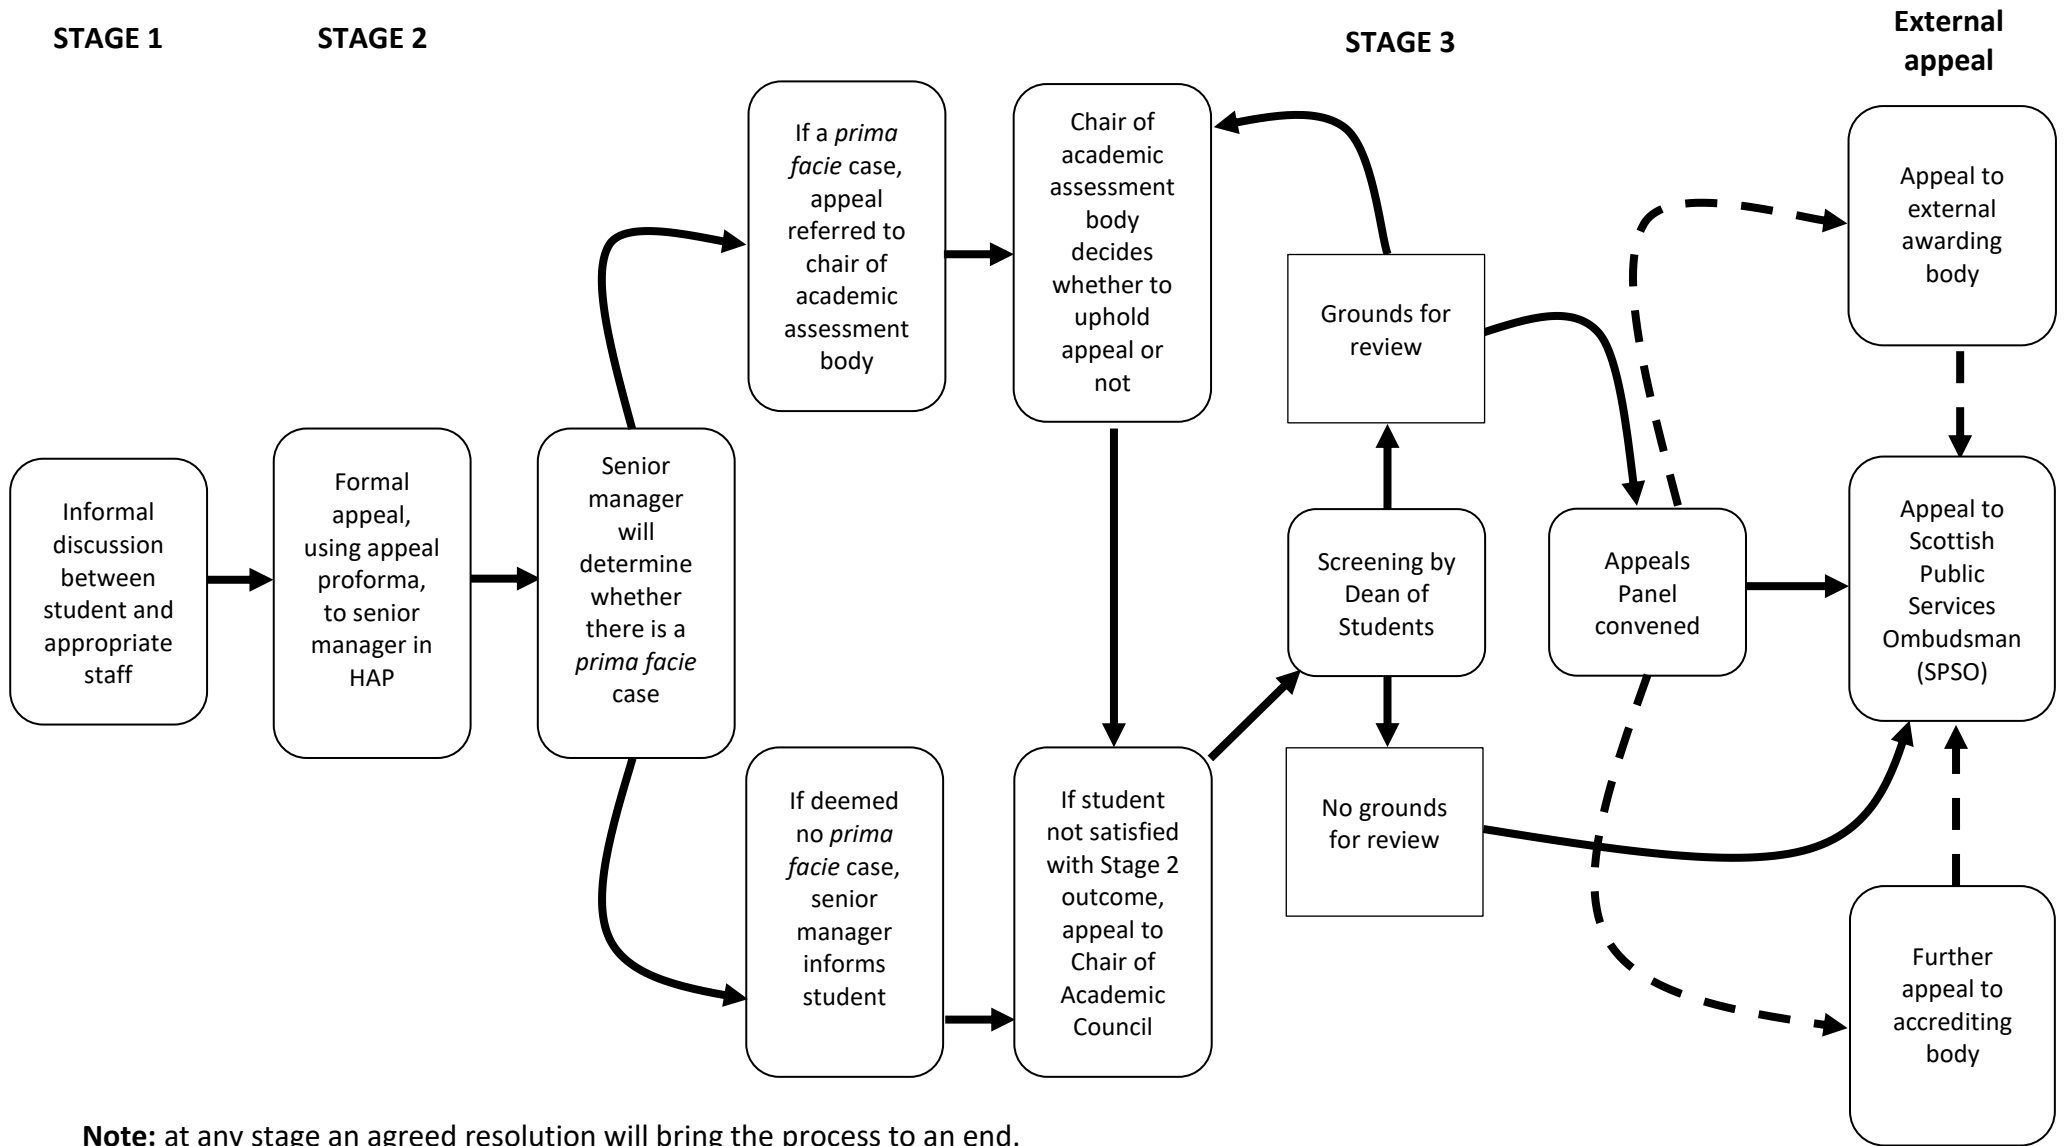 STAGE 1
STAGE 2
STAGE 3
External
appeal
Informal
discussion
between
student and
appropriate
staff
Formal
appeal,
using appeal
proforma,
to senior
manager in
HAP
Senior
manager
will
determine
whether
there is a
prima facie
case
If a prima
facie case,
appeal
referred to
chair of
academic
assessment
body
Chair of
academic
assessment
body
decides
whether to
uphold
appeal or
not
If deemed
no prima
facie case,
senior
manager
informs
student
If student
not satisfied
with Stage 2
outcome,
appeal to
Chair of
Academic
Council
Grounds for
review
Screening by
Dean of
Students
No grounds
for review
Appeals
Panel
convened
Appeal to
external
awarding
body
Appeal to
Scottish
Public
Services
Ombudsman
(SPSO)
Further
appeal to
accrediting
body
Note: at any stage an agreed resolution will bring the process to an end.